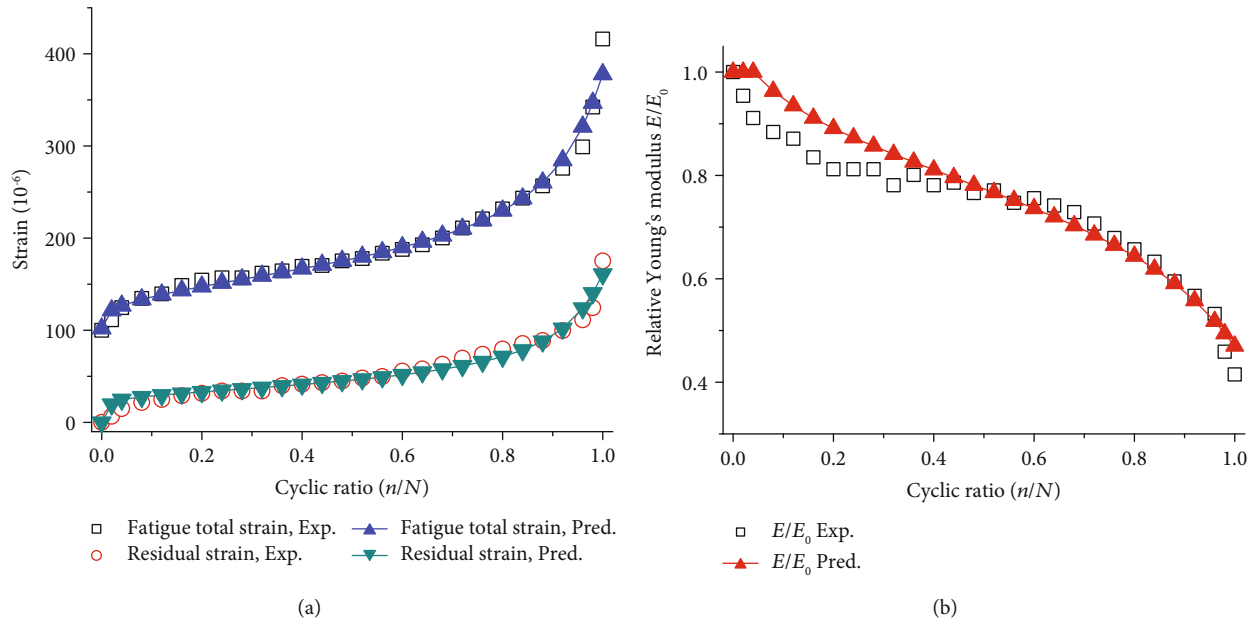 400
300
200
100
0
Strain (10⁻⁶)
0.0 0.2 0.4 0.6 0.8 1.0
Cyclic ratio (n/N)
Fatigue total strain, Exp. Fatigue total strain, Pred.
Residual strain, Exp. Residual strain, Pred.
(a)
1.0
0.8
0.6
0.4
Relative Young's modulus E/E₀
0.0 0.2 0.4 0.6 0.8 1.0
Cyclic ratio (n/N)
E/E₀ Exp.
E/E₀ Pred.
(b)